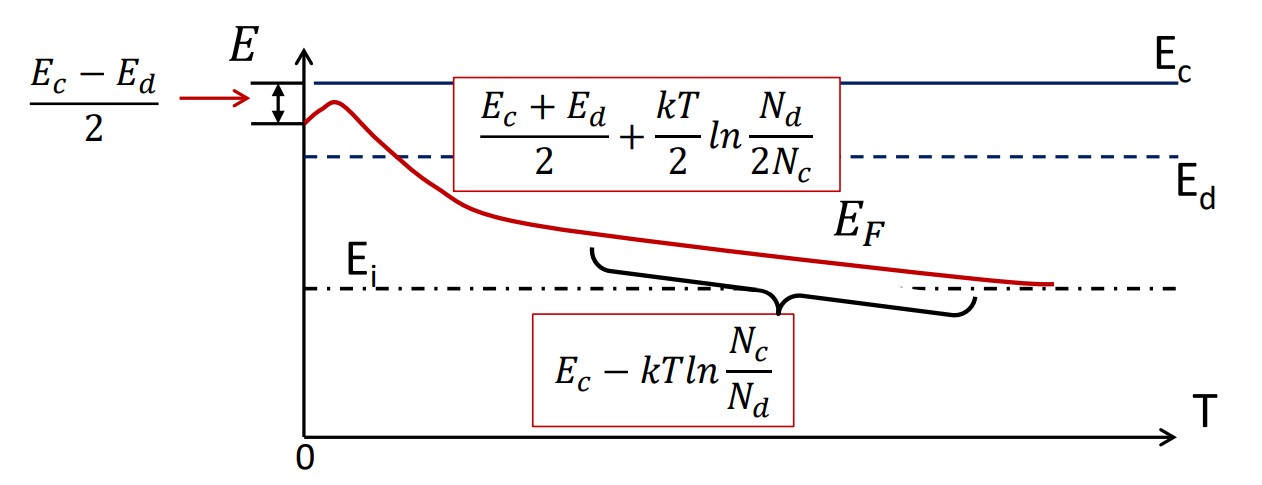 E
E_c
\frac{E_c - E_d}{2}
\frac{E_c + E_d}{2} + \frac{kT}{2} ln \frac{N_d}{2N_c}
E_d
E_F
E_i
E_c - kTln \frac{N_c}{N_d}
T
0